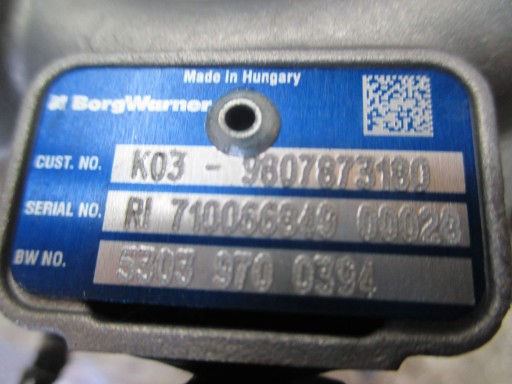 Made in Hungary
BorgWarner
CUST. NO. K03 - 9807873180
SERIAL NO. RI 710066849 00028
BW NO. 5303 970 0394